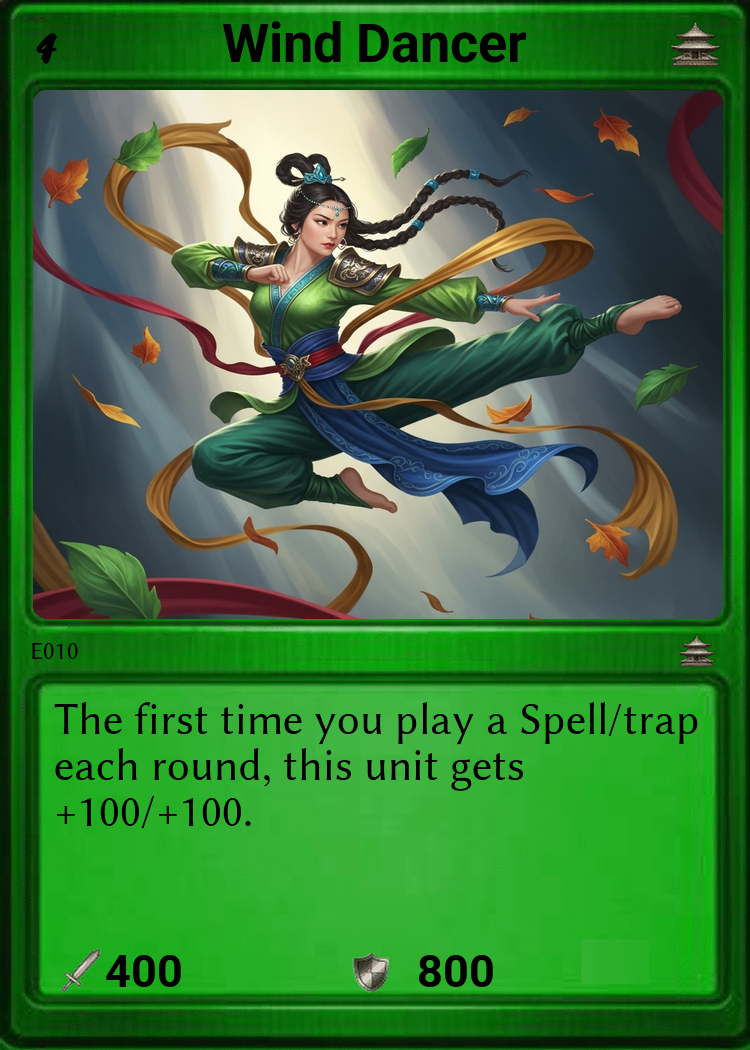 4
Wind Dancer
E010
The first time you play a Spell/trap
each round, this unit gets
+100/+100.
400
800